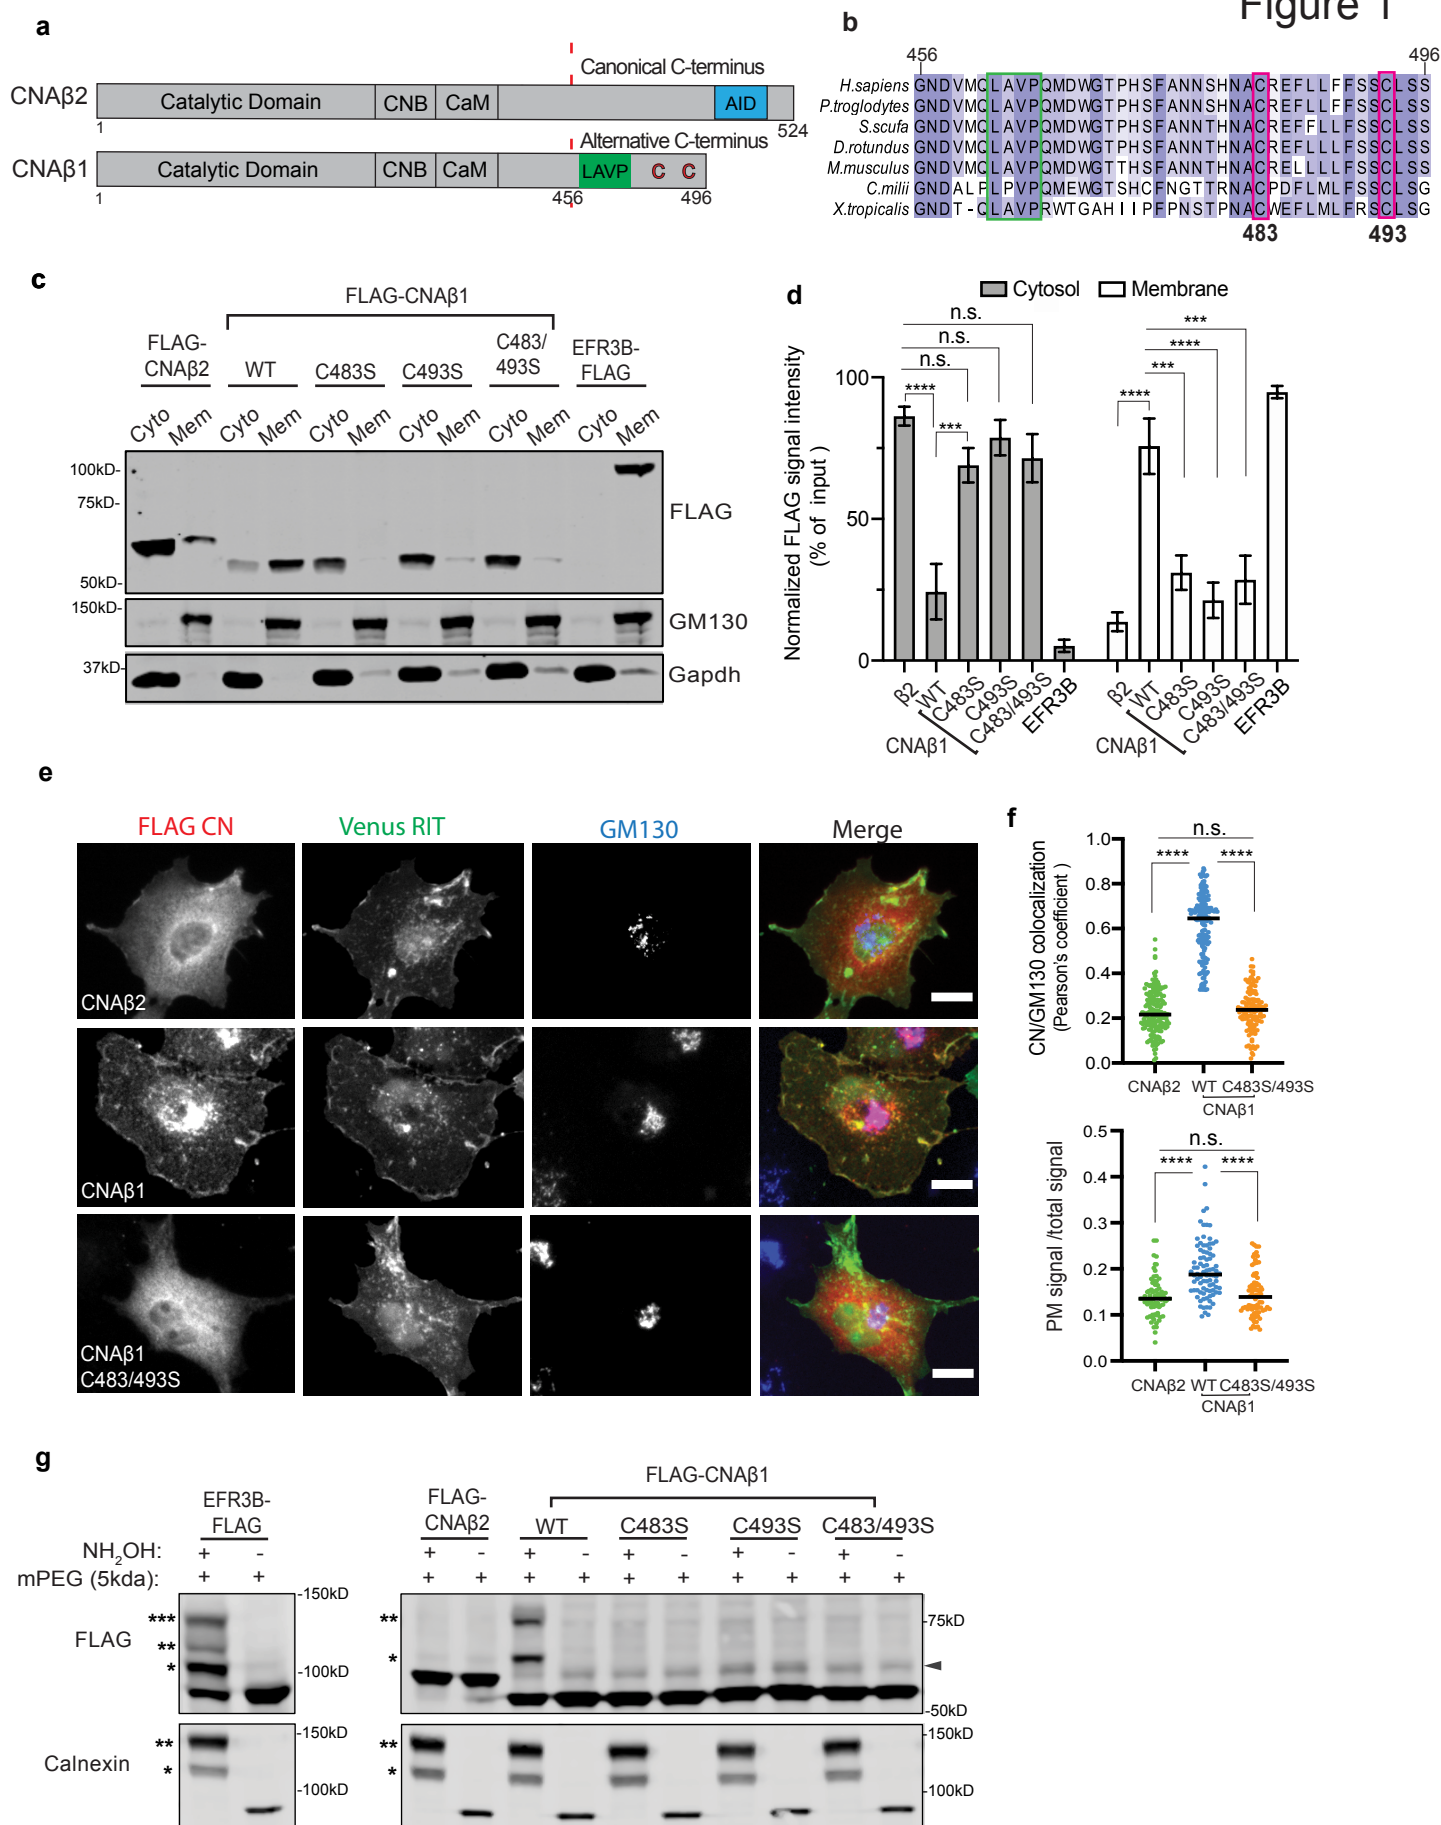 Figure 1
a
Canonical C-terminus
CNAβ2
Catalytic Domain CNB CaM AID
1 524
Alternative C-terminus
CNAβ1
Catalytic Domain CNB CaM LAVP C C
1 456 496
b
456 496
H.sapiens GNDVMQLAVPQMDWGTPHSFANNSHNACREFLLFFSSCLSS
P.troglodytes GNDVMQLAVPQMDWGTPHSFANNSHNACREFLLFFSSCLSS
S.scufa GNDVMQLAVPQMDWGTPHSFANNTHNACREFFLLFSSCLSS
D.rotundus GNDVMQLAVPQMDWGTPHSFANNTHNACREFLLLFSSCLSS
M.musculus GNDVMQLAVPQMDWGTTHSFANNTHNACRELLLLFSSCLSS
C.milii GNDALPLPVPQMEWGTSHCFNGTTRNACPDFLMLFSSCLSG
X.tropicalis GNDT-QLAVPRWTGAHIIPFPNSTPNACWEFLMLFRSCLSG
483 493
c
FLAG-CNAβ1
FLAG-
CNAβ2
WT C483S C493S
C483/
493S
EFR3B-
FLAG
Cyto Mem Cyto Mem Cyto Mem Cyto Mem Cyto Mem Cyto Mem
100kD-
75kD-
50kD-
FLAG
150kD-
GM130
37kD-
Gapdh
d
Cytosol Membrane
n.s.
n.s.
n.s.
**** ***
***
****
***
****
Normalized FLAG signal intensity
(% of input )
100
50
0
β2 WT C483S C493S C483/493S EFR3B
CNAβ1
β2 WT C483S C493S C483/493S EFR3B
CNAβ1
e
FLAG CN Venus RIT GM130 Merge
CNAβ2
CNAβ1
CNAβ1
C483/493S
f
CN/GM130 colocalization
(Pearson's coefficient )
n.s.
**** ****
1.0
0.8
0.6
0.4
0.2
0.0
CNAβ2 WT C483S/493S
CNAβ1
PM signal /total signal
n.s.
**** ****
0.5
0.4
0.3
0.2
0.1
0.0
CNAβ2 WT C483S/493S
CNAβ1
g
FLAG-CNAβ1
EFR3B-
FLAG
FLAG-
CNAβ2
WT C483S C493S C483/493S
NH2OH: + - + - + - + - + - + -
mPEG (5kda): + + + + + + + + + + + +
FLAG
***
**
*
-150kD
-100kD
**
*
-75kD
-50kD
Calnexin
**
*
-150kD
-100kD
**
*
-150kD
-100kD